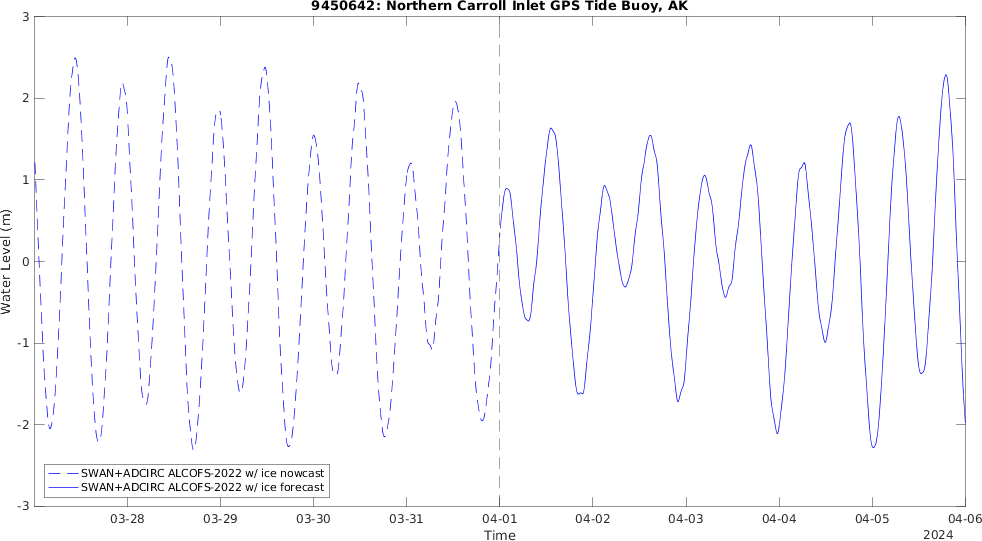 9450642: Northern Carroll Inlet GPS Tide Buoy, AK
3
2
1
0
-1
-2
-3
Water Level (m)
SWAN+ADCIRC ALCOFS-2022 w/ ice nowcast
SWAN+ADCIRC ALCOFS-2022 w/ ice forecast
03-28 03-29 03-30 03-31 04-01 04-02 04-03 04-04 04-05 04-06
Time
2024